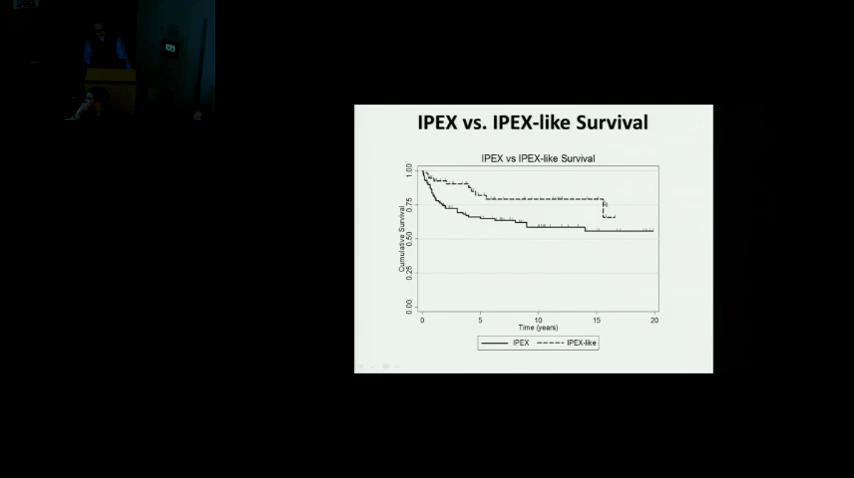 IPEX vs. IPEX-like Survival
IPEX vs IPEX-like Survival
Cumulative Survival
1.00
0.75
0.50
0.25
0.00
0 5 10 15 20
Time (years)
IPEX IPEX-like